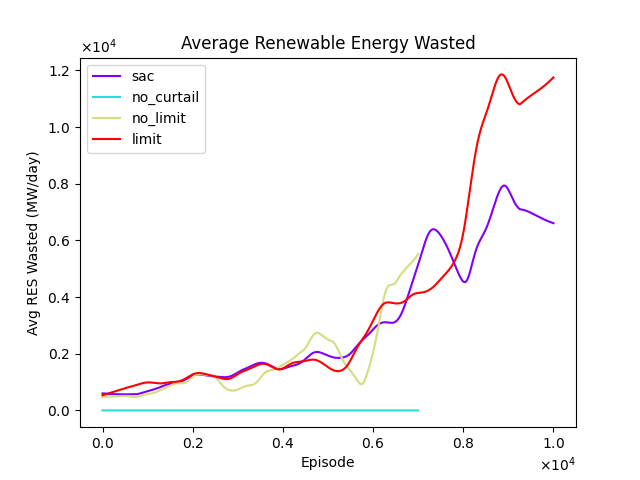 Average Renewable Energy Wasted
×10⁴
sac
no_curtail
no_limit
limit
Avg RES Wasted (MW/day)
1.2
1.0
0.8
0.6
0.4
0.2
0.0
0.0 0.2 0.4 0.6 0.8 1.0
Episode
×10⁴